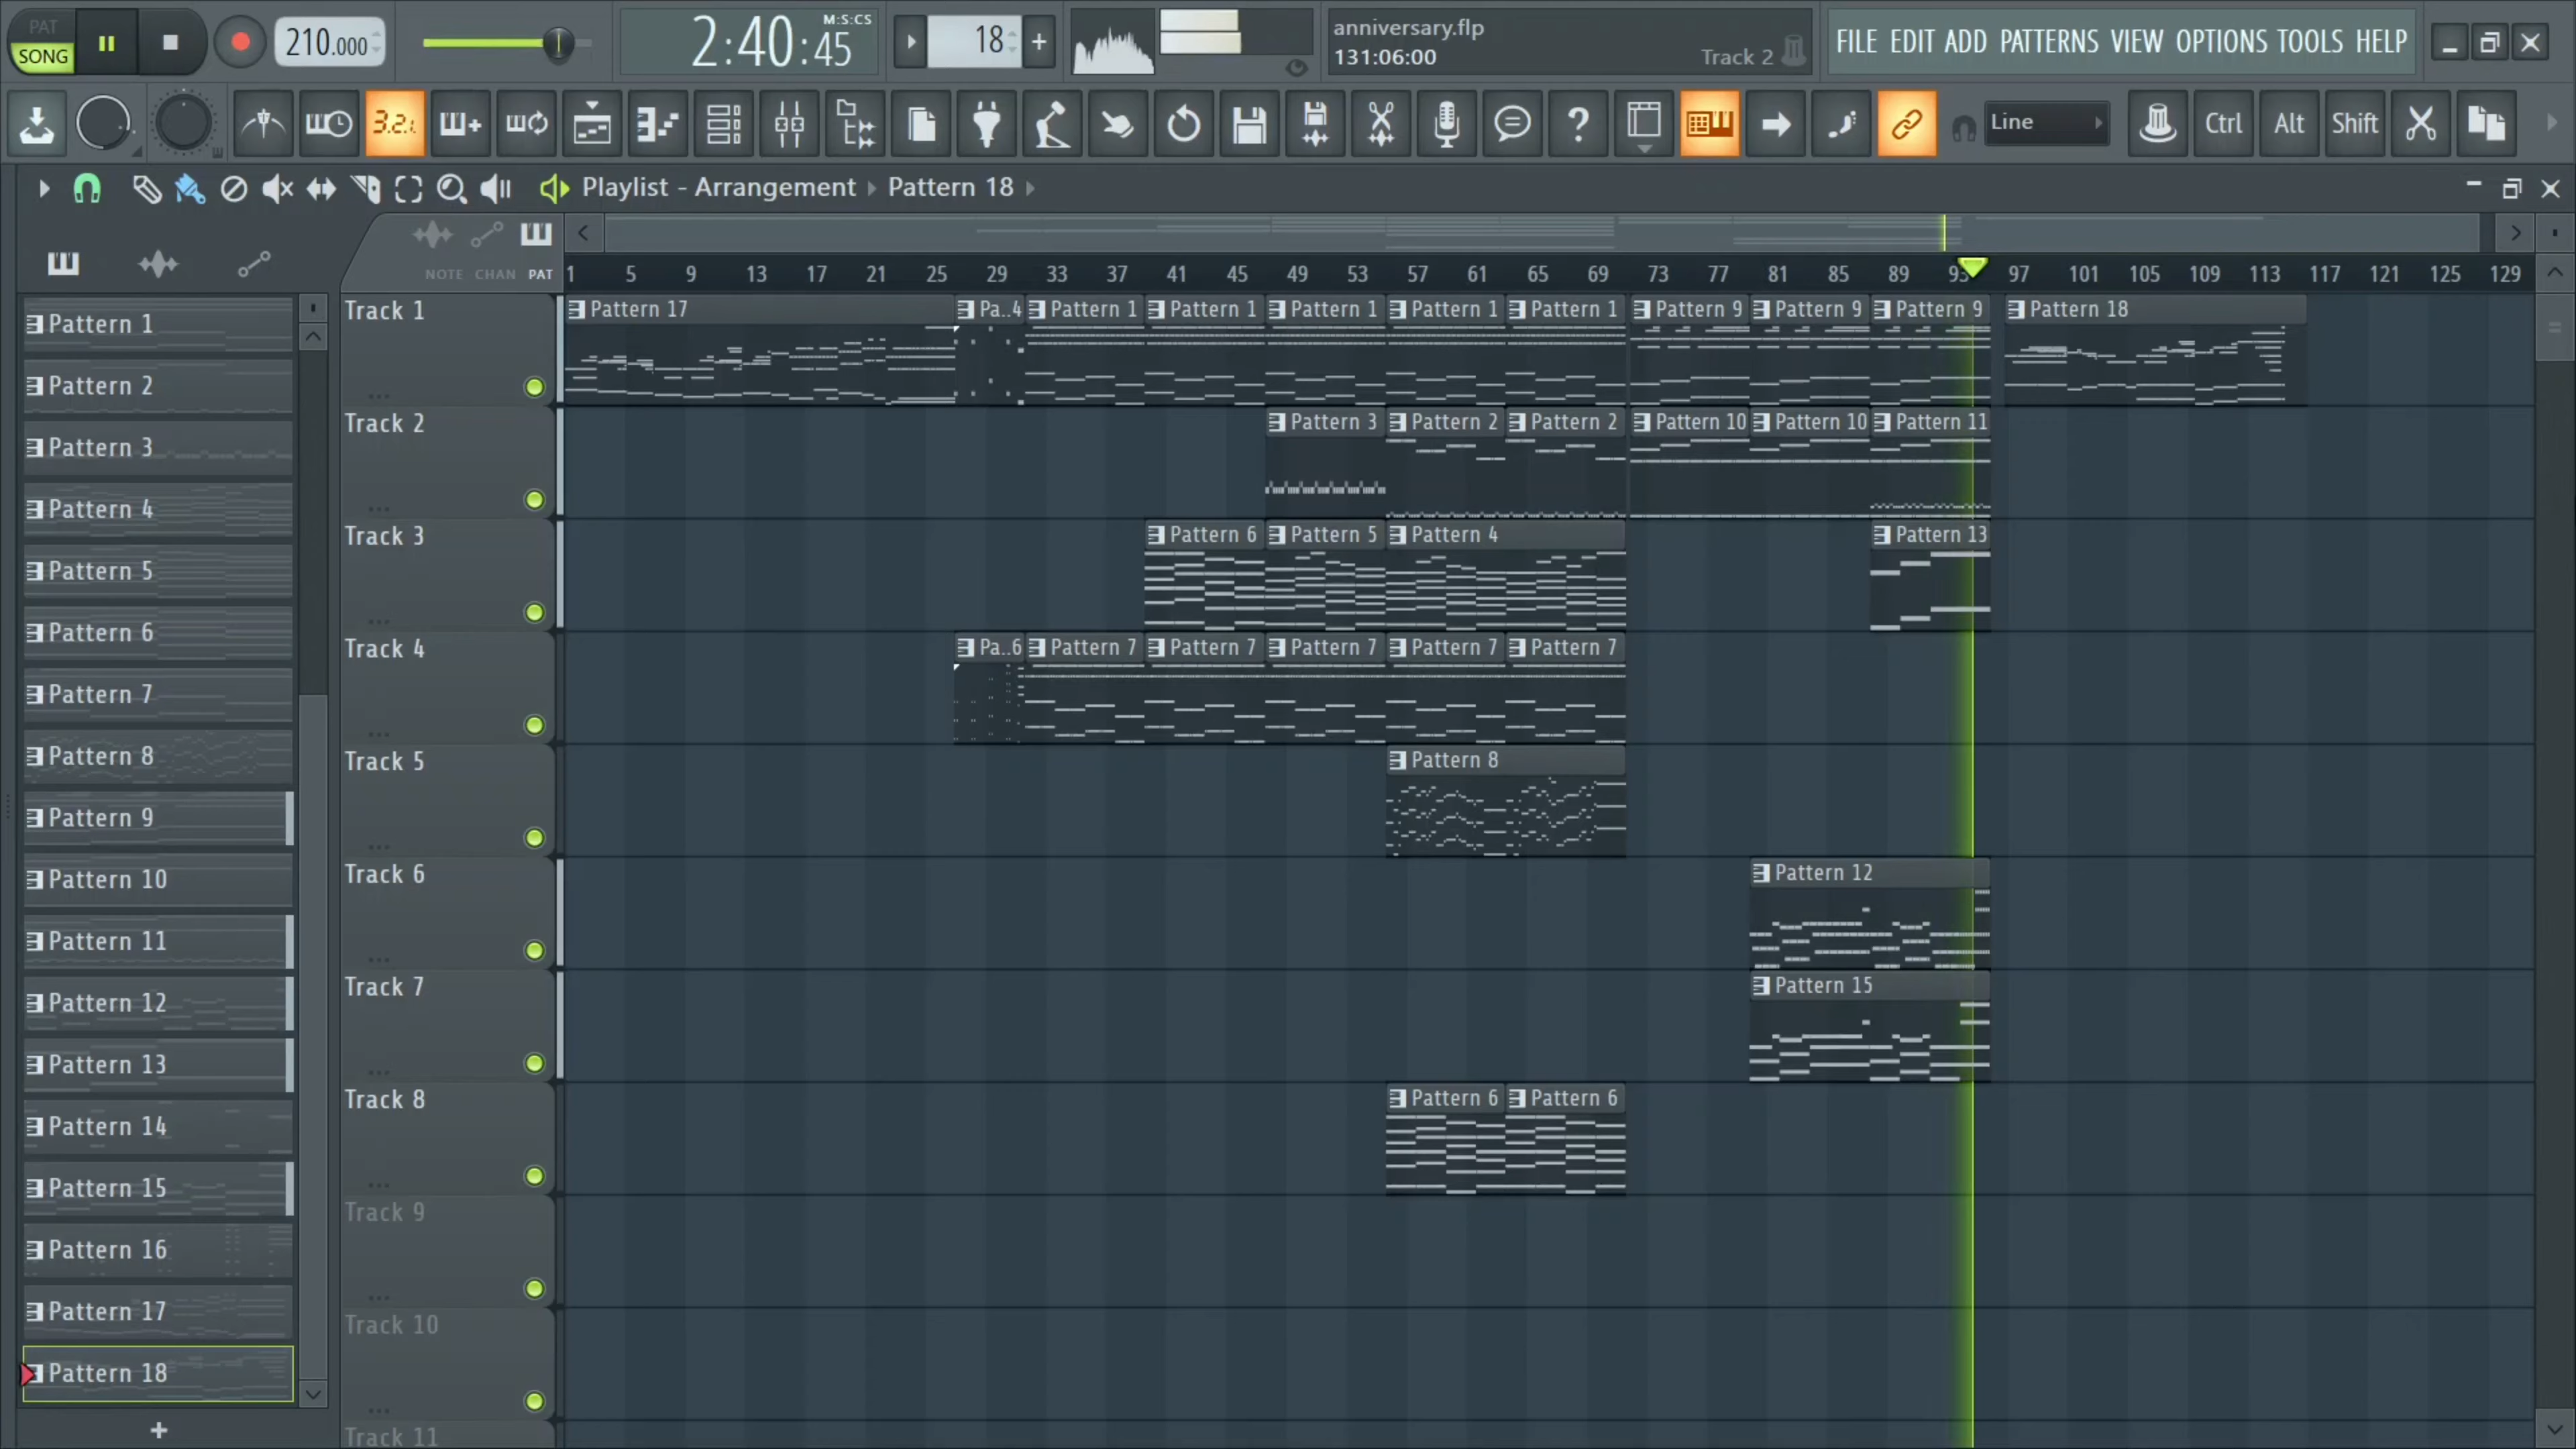 PAT
SONG
210.000
2:40:45
M:S:CS
18
anniversary.flp
131:06:00
Track 2
FILE EDIT ADD PATTERNS VIEW OPTIONS TOOLS HELP
3.2.
Line
Ctrl
Alt
Shift
Playlist - Arrangement
Pattern 18
NOTE CHAN PAT
1 5 9 13 17 21 25 29 33 37 41 45 49 53 57 61 65 69 73 77 81 85 89 97 101 105 109 113 117 121 125 129
Pattern 1
Pattern 2
Pattern 3
Pattern 4
Pattern 5
Pattern 6
Pattern 7
Pattern 8
Pattern 9
Pattern 10
Pattern 11
Pattern 12
Pattern 13
Pattern 14
Pattern 15
Pattern 16
Pattern 17
Pattern 18
+
Track 1
Pattern 17 Pa..4 Pattern 1 Pattern 1 Pattern 1 Pattern 1 Pattern 1 Pattern 9 Pattern 9 Pattern 9 Pattern 18
Track 2
Pattern 3 Pattern 2 Pattern 2 Pattern 10 Pattern 10 Pattern 11
Track 3
Pattern 6 Pattern 5 Pattern 4 Pattern 13
Track 4
Pa..6 Pattern 7 Pattern 7 Pattern 7 Pattern 7 Pattern 7
Track 5
Pattern 8
Track 6
Pattern 12
Track 7
Pattern 15
Track 8
Pattern 6 Pattern 6
Track 9
Track 10
Track 11